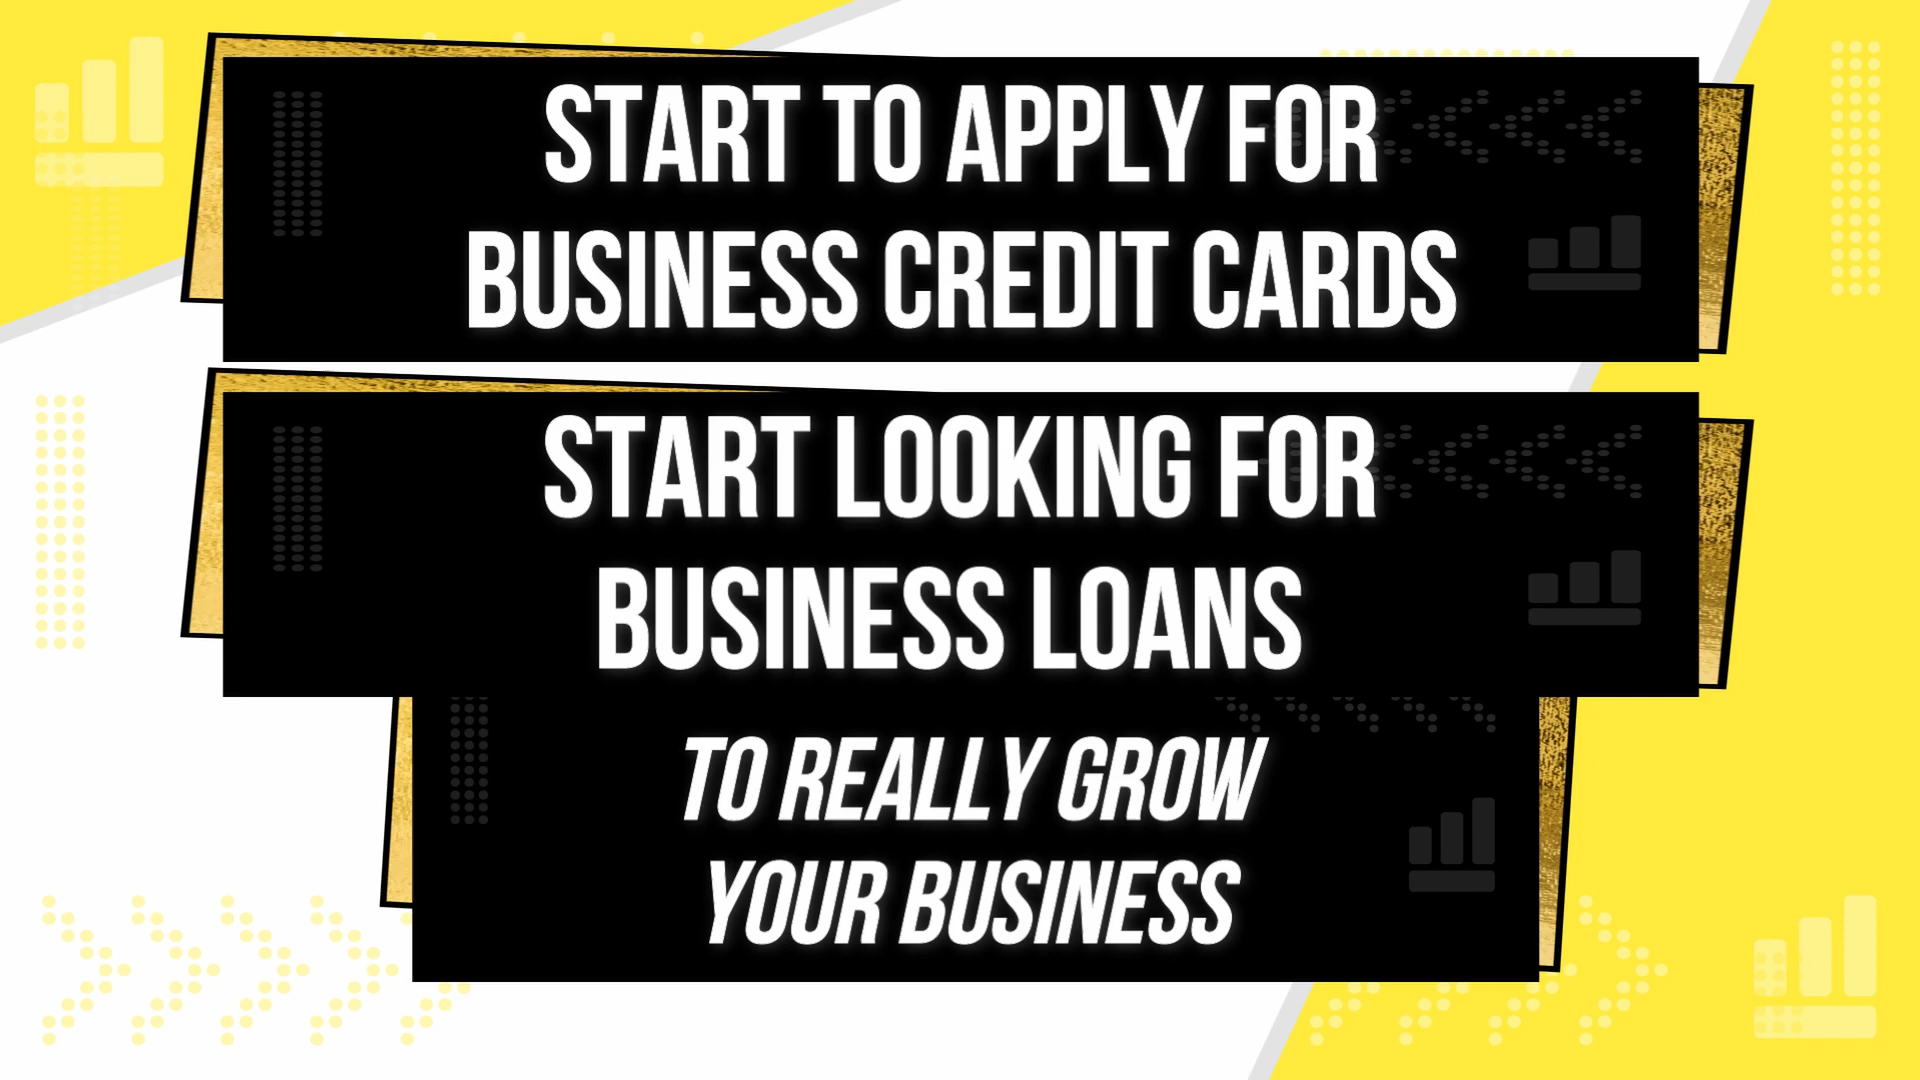 START TO APPLY FOR
BUSINESS CREDIT CARDS
START LOOKING FOR
BUSINESS LOANS
TO REALLY GROW
YOUR BUSINESS